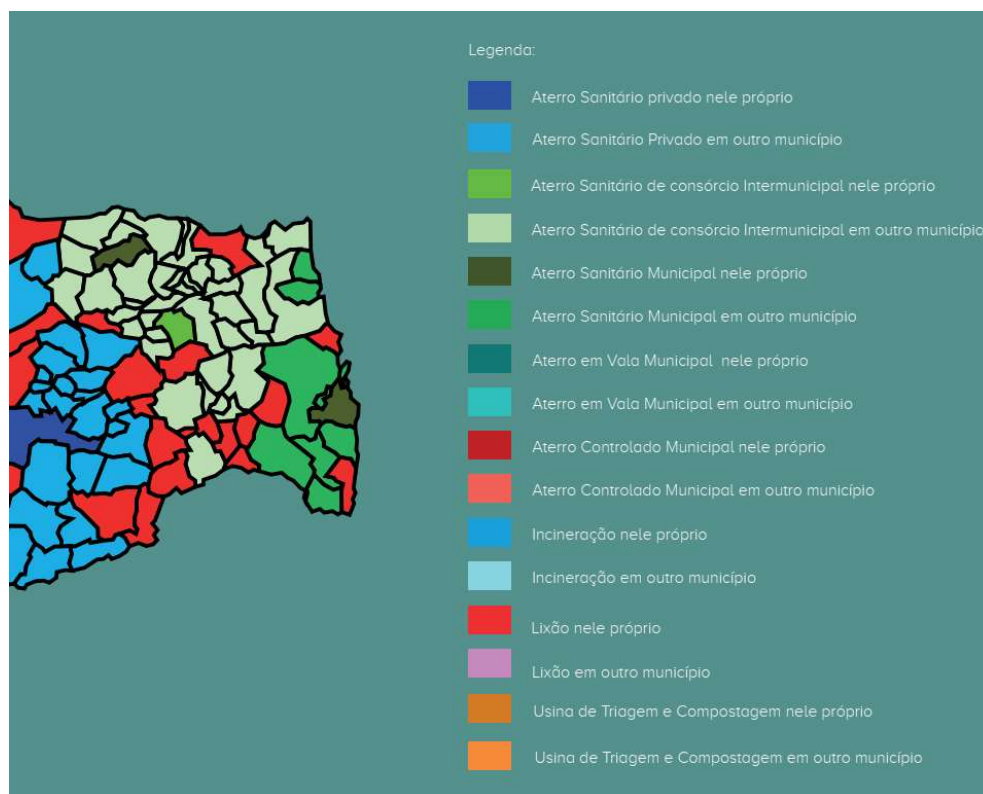 Legenda:
Aterro Sanitário privado nele próprio
Aterro Sanitário Privado em outro município
Aterro Sanitário de consórcio Intermunicipal nele próprio
Aterro Sanitário de consórcio Intermunicipal em outro município
Aterro Sanitário Municipal nele próprio
Aterro Sanitário Municipal em outro município
Aterro em Vala Municipal nele próprio
Aterro em Vala Municipal em outro município
Aterro Controlado Municipal nele próprio
Aterro Controlado Municipal em outro município
Incineração nele próprio
Incineração em outro município
Lixão nele próprio
Lixão em outro município
Usina de Triagem e Compostagem nele próprio
Usina de Triagem e Compostagem em outro município